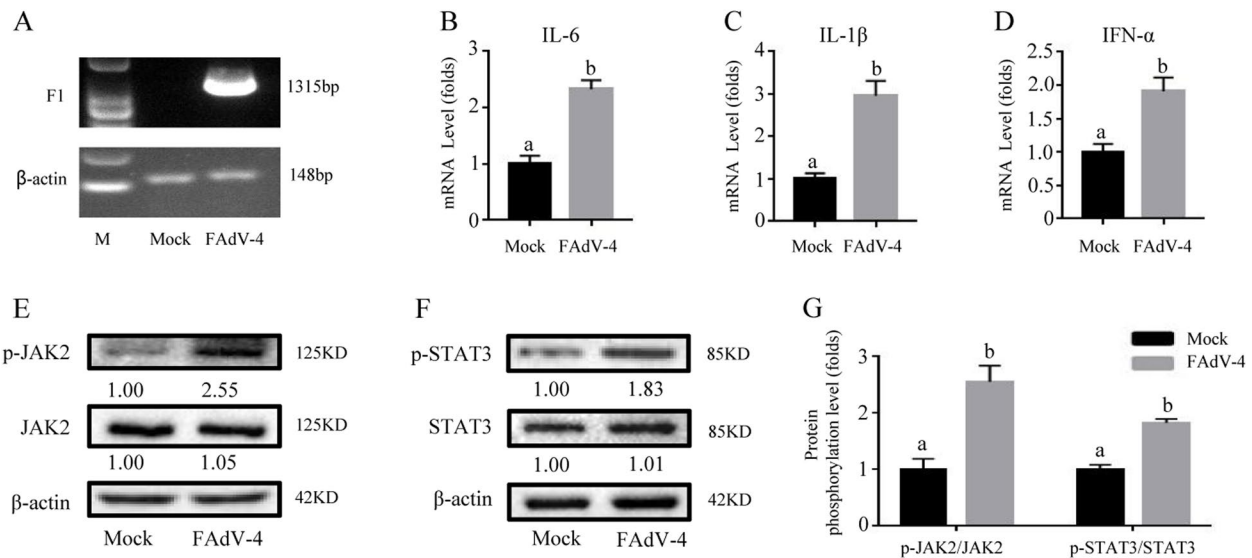 A
F1
1315bp
β-actin
148bp
M Mock FAdV-4
B
IL-6
mRNA Level (folds)
3
2
1
0
a
b
Mock FAdV-4
C
IL-1β
mRNA Level (folds)
4
3
2
1
0
a
b
Mock FAdV-4
D
IFN-α
mRNA Level (folds)
2.5
2.0
1.5
1.0
0.5
0.0
a
b
Mock FAdV-4
E
p-JAK2
125KD
1.00 2.55
JAK2
125KD
1.00 1.05
β-actin
42KD
Mock FAdV-4
F
p-STAT3
85KD
1.00 1.83
STAT3
85KD
1.00 1.01
β-actin
42KD
Mock FAdV-4
G
Mock
FAdV-4
Protein
phosphorylation level (folds)
3
2
1
0
a
b
a
b
p-JAK2/JAK2 p-STAT3/STAT3